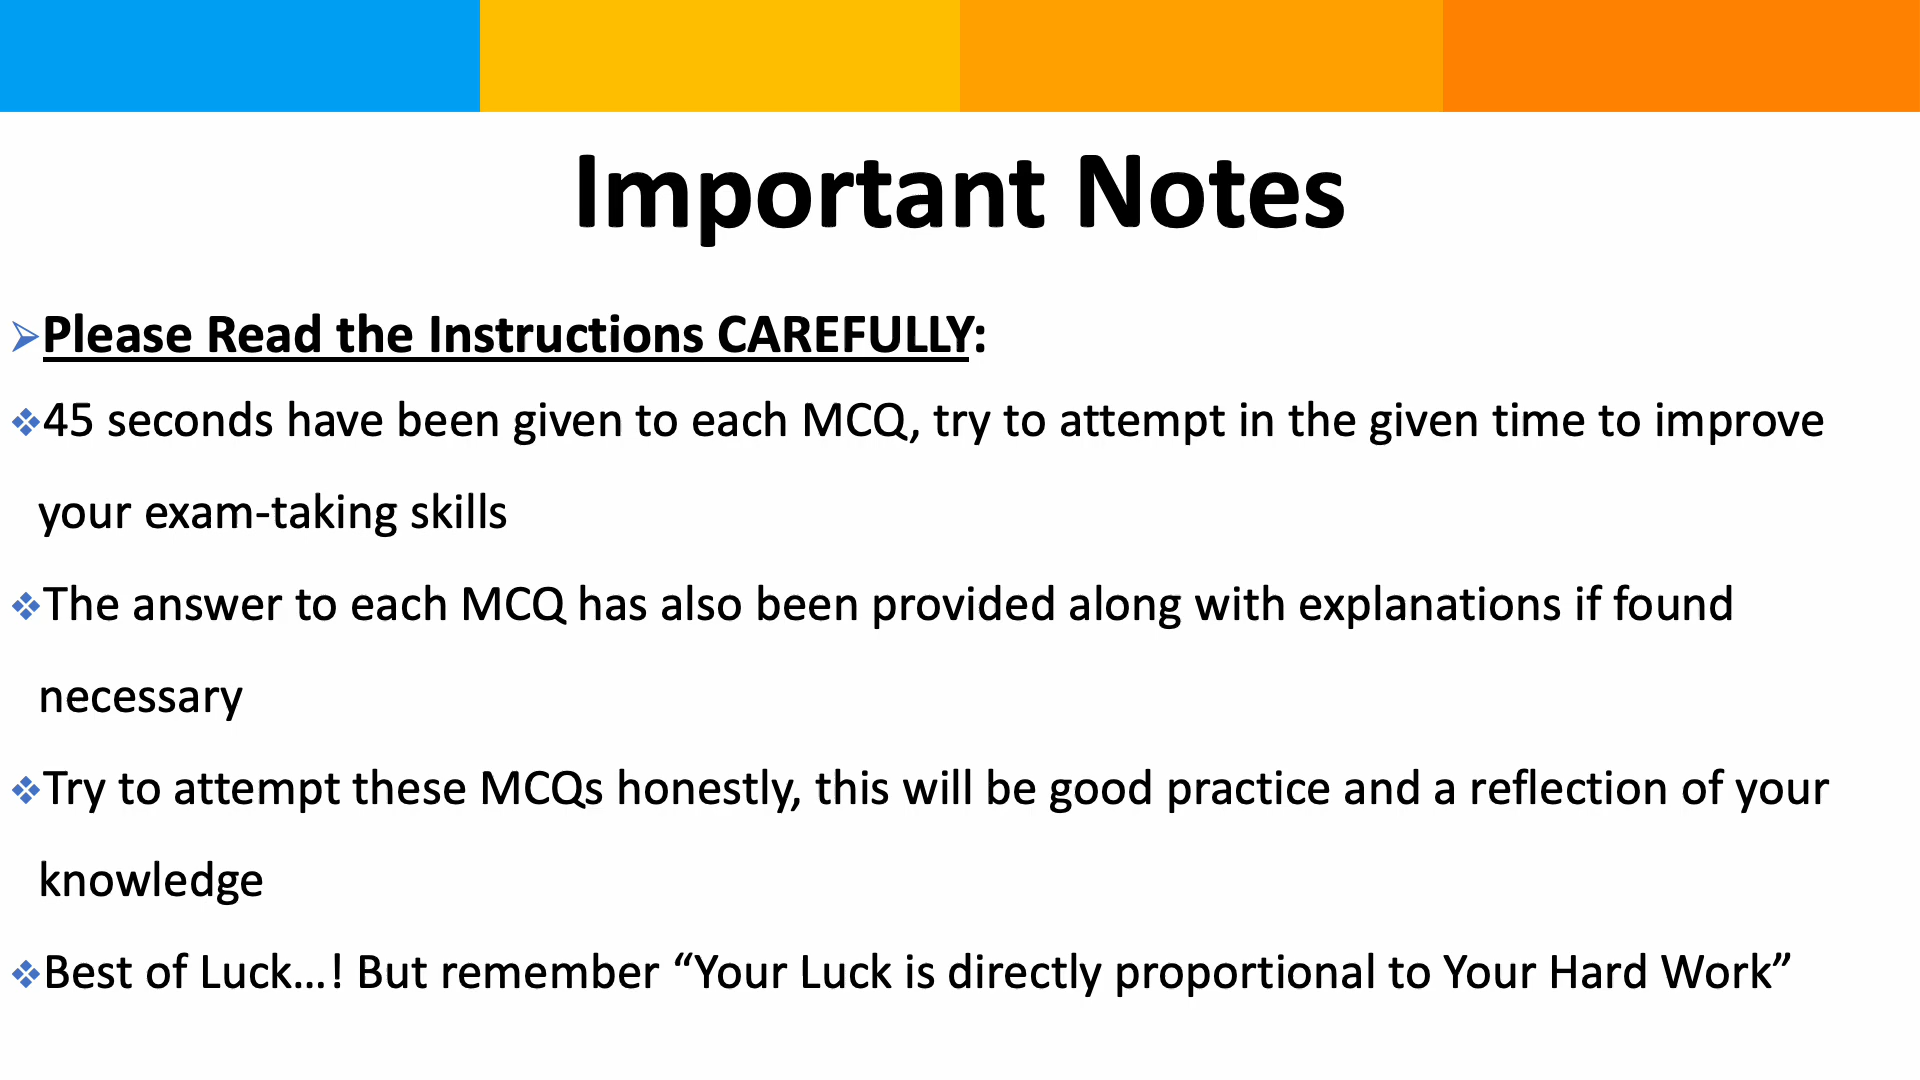 Important Notes
➢Please Read the Instructions CAREFULLY:
❖45 seconds have been given to each MCQ, try to attempt in the given time to improve
your exam-taking skills
❖The answer to each MCQ has also been provided along with explanations if found
necessary
❖Try to attempt these MCQs honestly, this will be good practice and a reflection of your
knowledge
❖Best of Luck...! But remember “Your Luck is directly proportional to Your Hard Work”